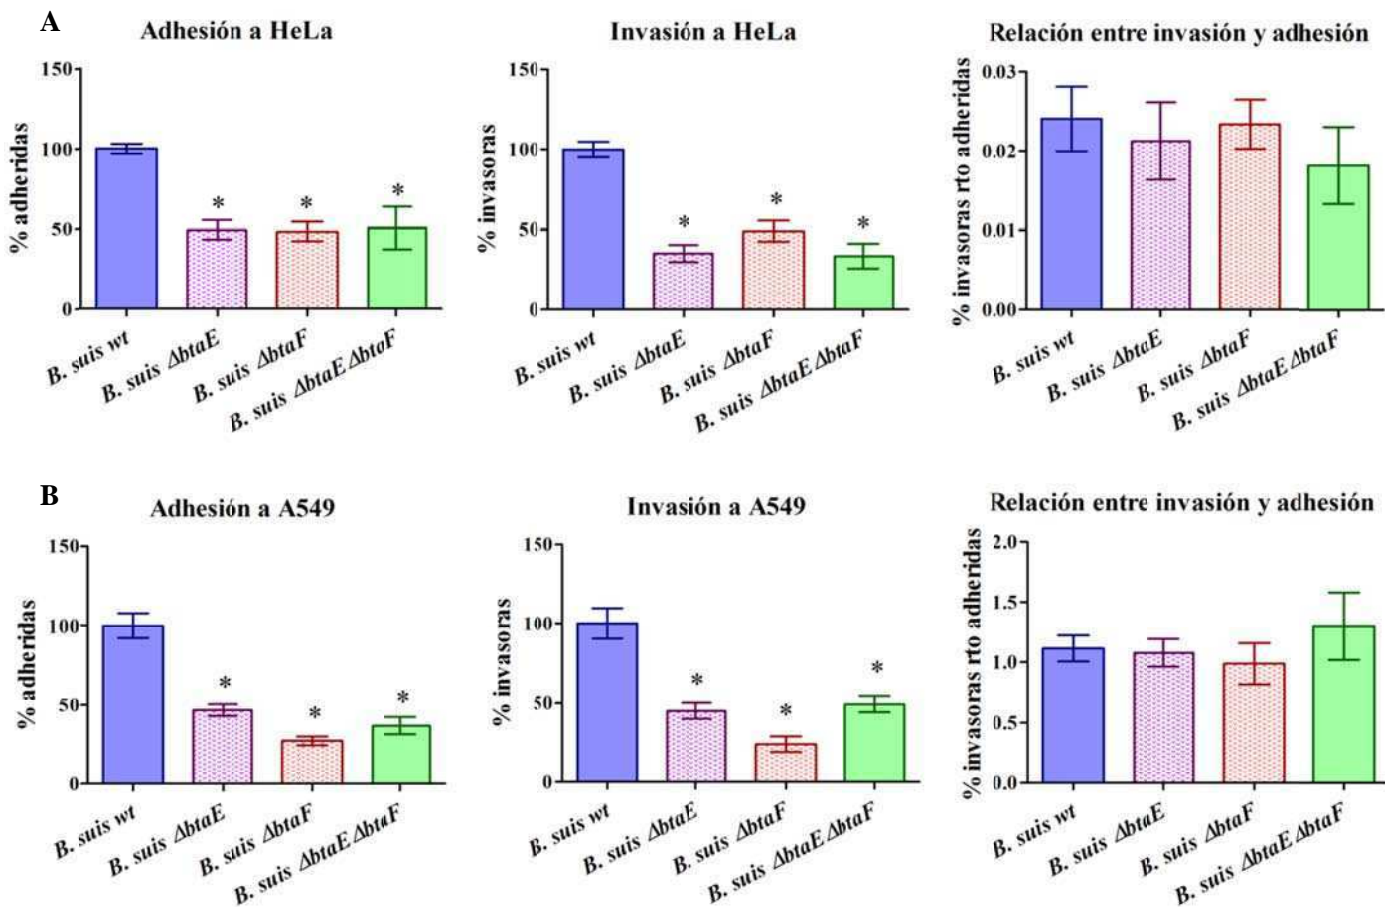 A
Adhesión a HeLa
% adheridas
150
100
50
0
*
*
*
B. suis wt
B. suis ΔbtaE
B. suis ΔbtaF
B. suis ΔbtaE ΔbtaF
Invasión a HeLa
% invasoras
150
100
50
0
*
*
*
B. suis wt
B. suis ΔbtaE
B. suis ΔbtaF
B. suis ΔbtaE ΔbtaF
Relación entre invasión y adhesión
% invasoras rto adheridas
0.03
0.02
0.01
0.00
B. suis wt
B. suis ΔbtaE
B. suis ΔbtaF
B. suis ΔbtaE ΔbtaF
B
Adhesión a A549
% adheridas
150
100
50
0
*
*
*
B. suis wt
B. suis ΔbtaE
B. suis ΔbtaF
B. suis ΔbtaE ΔbtaF
Invasión a A549
% invasoras
150
100
50
0
*
*
*
B. suis wt
B. suis ΔbtaE
B. suis ΔbtaF
B. suis ΔbtaE ΔbtaF
Relación entre invasión y adhesión
% invasoras rto adheridas
2.0
1.5
1.0
0.5
0.0
B. suis wt
B. suis ΔbtaE
B. suis ΔbtaF
B. suis ΔbtaE ΔbtaF